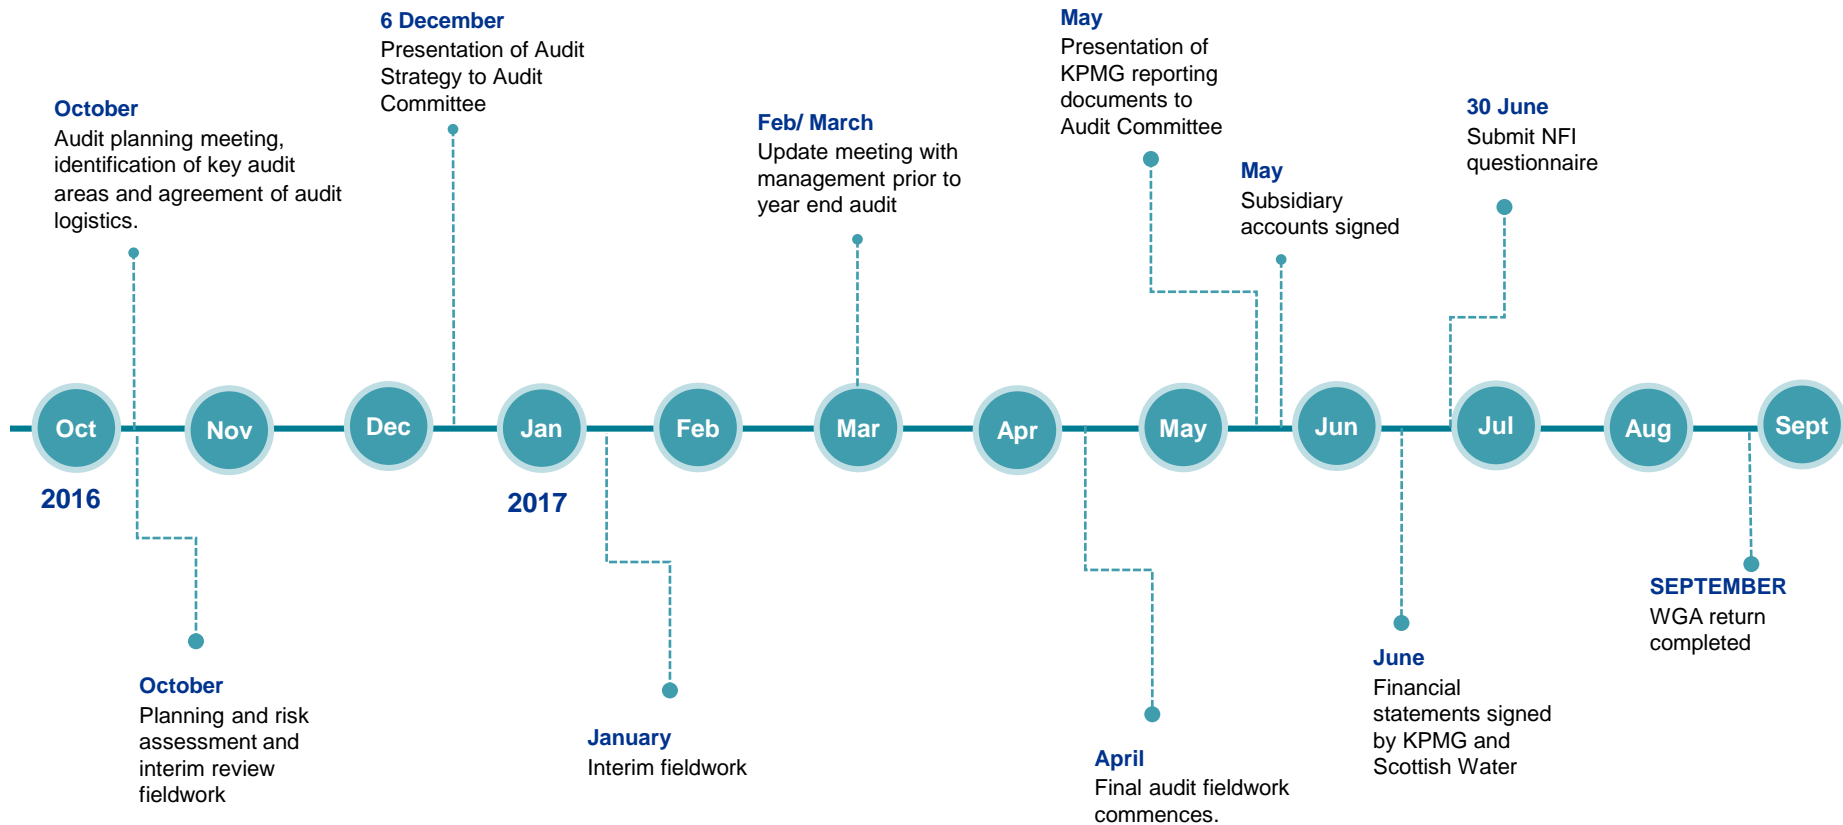 6 December
Presentation of Audit
Strategy to Audit
Committee
May
Presentation of
KPMG reporting
documents to
Audit Committee
October
Audit planning meeting,
identification of key audit
areas and agreement of audit
logistics.
Feb/ March
Update meeting with
management prior to
year end audit
May
Subsidiary
accounts signed
30 June
Submit NFI
questionnaire
Oct
Nov
Dec
Jan
Feb
Mar
Apr
May
Jun
Jul
Aug
Sept
2016
2017
October
Planning and risk
assessment and
interim review
fieldwork
January
Interim fieldwork
April
Final audit fieldwork
commences.
June
Financial
statements signed
by KPMG and
Scottish Water
SEPTEMBER
WGA return
completed